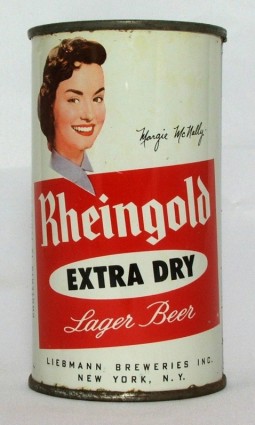 Margie McNally
Rheingold
EXTRA DRY
Lager Beer
LIEBMANN BREWERIES INC.
NEW YORK, N.Y.